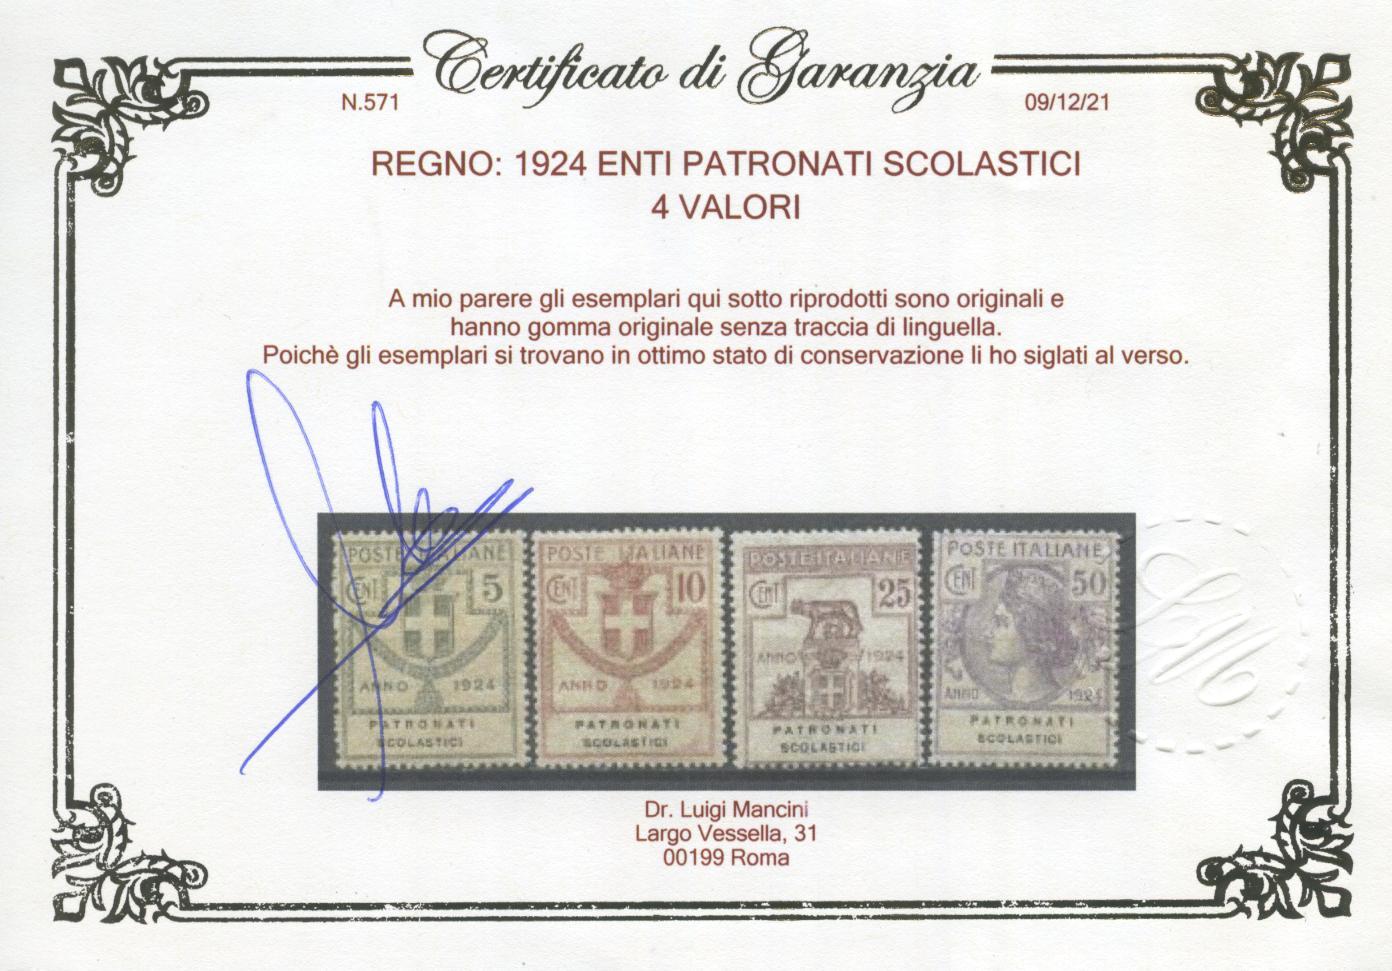 Certificato di Garanzia
N.571
09/12/21
REGNO: 1924 ENTI PATRONATI SCOLASTICI
4 VALORI
A mio parere gli esemplari qui sotto riprodotti sono originali e
hanno gomma originale senza traccia di linguella.
Poichè gli esemplari si trovano in ottimo stato di conservazione li ho siglati al verso.
POSTE ITALIANE
CENT 5
ANNO 1924
PATRONATI
SCOLASTICI
POSTE ITALIANE
CENT 10
ANNO 1924
PATRONATI
SCOLASTICI
POSTE ITALIANE
CENT 25
ANNO 1924
PATRONATI
SCOLASTICI
POSTE ITALIANE
CENT 50
ANNO 1924
PATRONATI
SCOLASTICI
Dr. Luigi Mancini
Largo Vessella, 31
00199 Roma